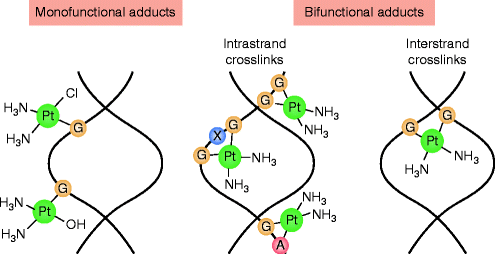 Monofunctional adducts
Bifunctional adducts
Intrastrand
crosslinks
Interstrand
crosslinks
Cl
H₃N
Pt
G
H₃N
G
H₃N
Pt
OH
H₃N
G
G
Pt
NH₃
NH₃
G
X
G
Pt
NH₃
NH₃
NH₃
NH₃
G
Pt
A
G
G
Pt
NH₃
H₃N